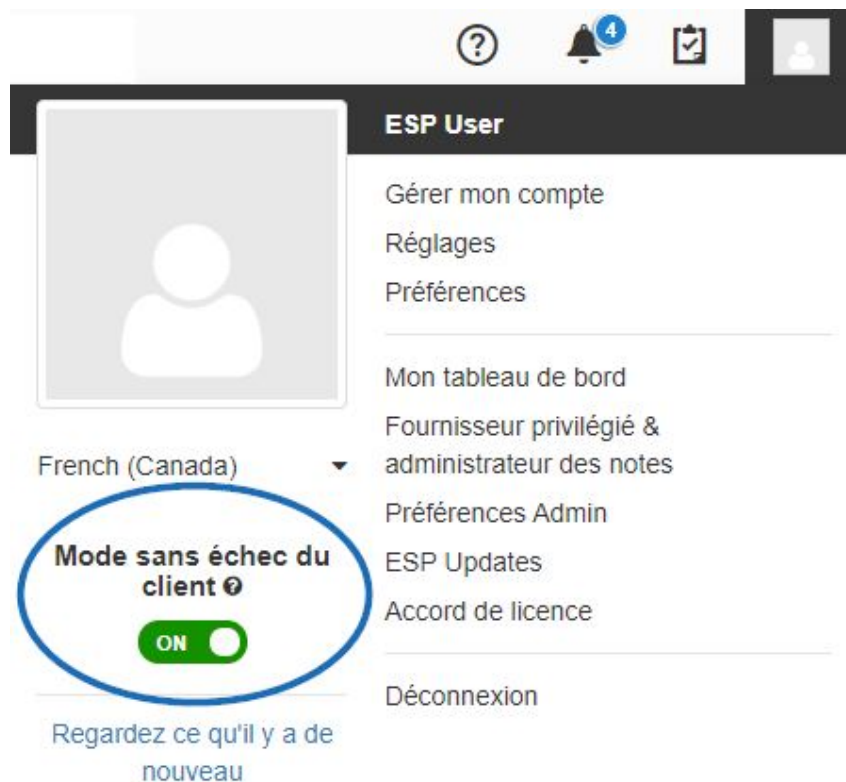 4
ESP User
Gérer mon compte
Réglages
Préférences
Mon tableau de bord
Fournisseur privilégié &
administrateur des notes
Préférences Admin
ESP Updates
Accord de licence
Déconnexion
French (Canada)
Mode sans échec du
client
ON
Regardez ce qu'il y a de
nouveau